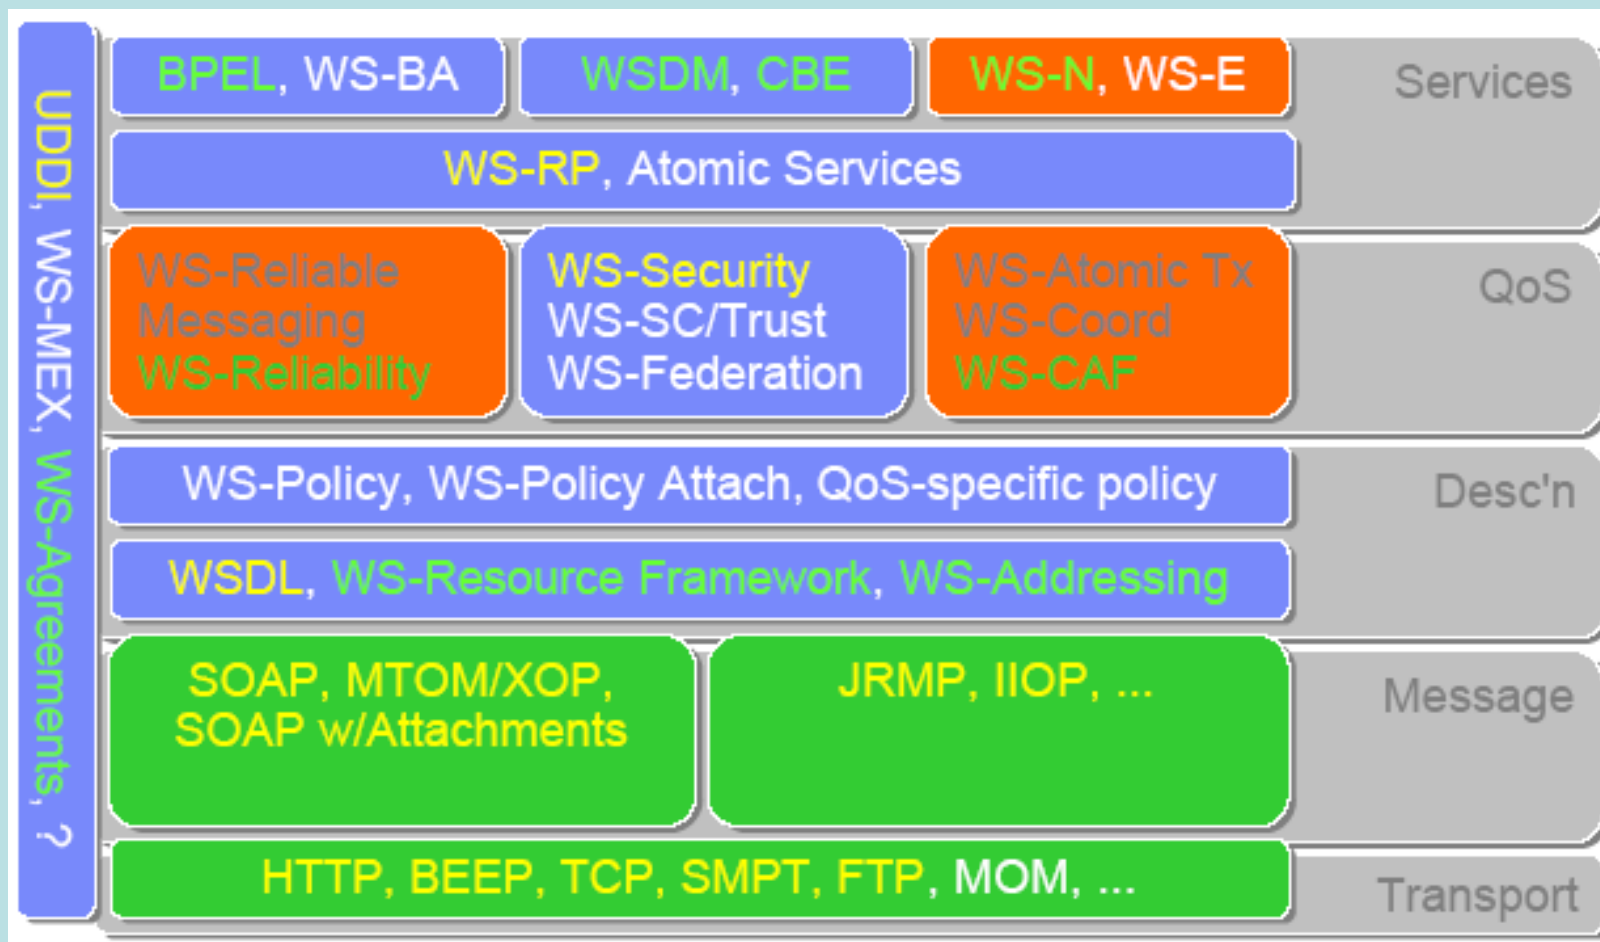 UDDI, WS-MEX, WS-Agreements, ?
BPEL, WS-BA
WSDM, CBE
WS-N, WS-E
Services
WS-RP, Atomic Services
WS-Reliable
Messaging
WS-Reliability
WS-Security
WS-SC/Trust
WS-Federation
WS-Atomic Tx
WS-Coord
WS-CAF
QoS
WS-Policy, WS-Policy Attach, QoS-specific policy
Desc'n
WSDL, WS-Resource Framework, WS-Addressing
SOAP, MTOM/XOP,
SOAP w/Attachments
JRMP, IIOP, ...
Message
HTTP, BEEP, TCP, SMPT, FTP, MOM, ...
Transport